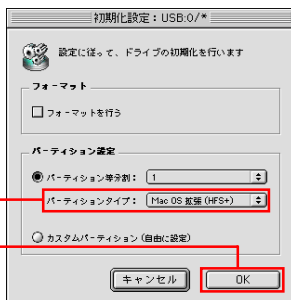 初期化設定：USB:0/*
設定に従って、ドライブの初期化を行います
フォーマット
フォーマットを行う
パーティション設定
パーティション等分割： 1
パーティションタイプ： Mac OS 拡張 (HFS+)
カスタムパーティション (自由に設定)
キャンセル OK